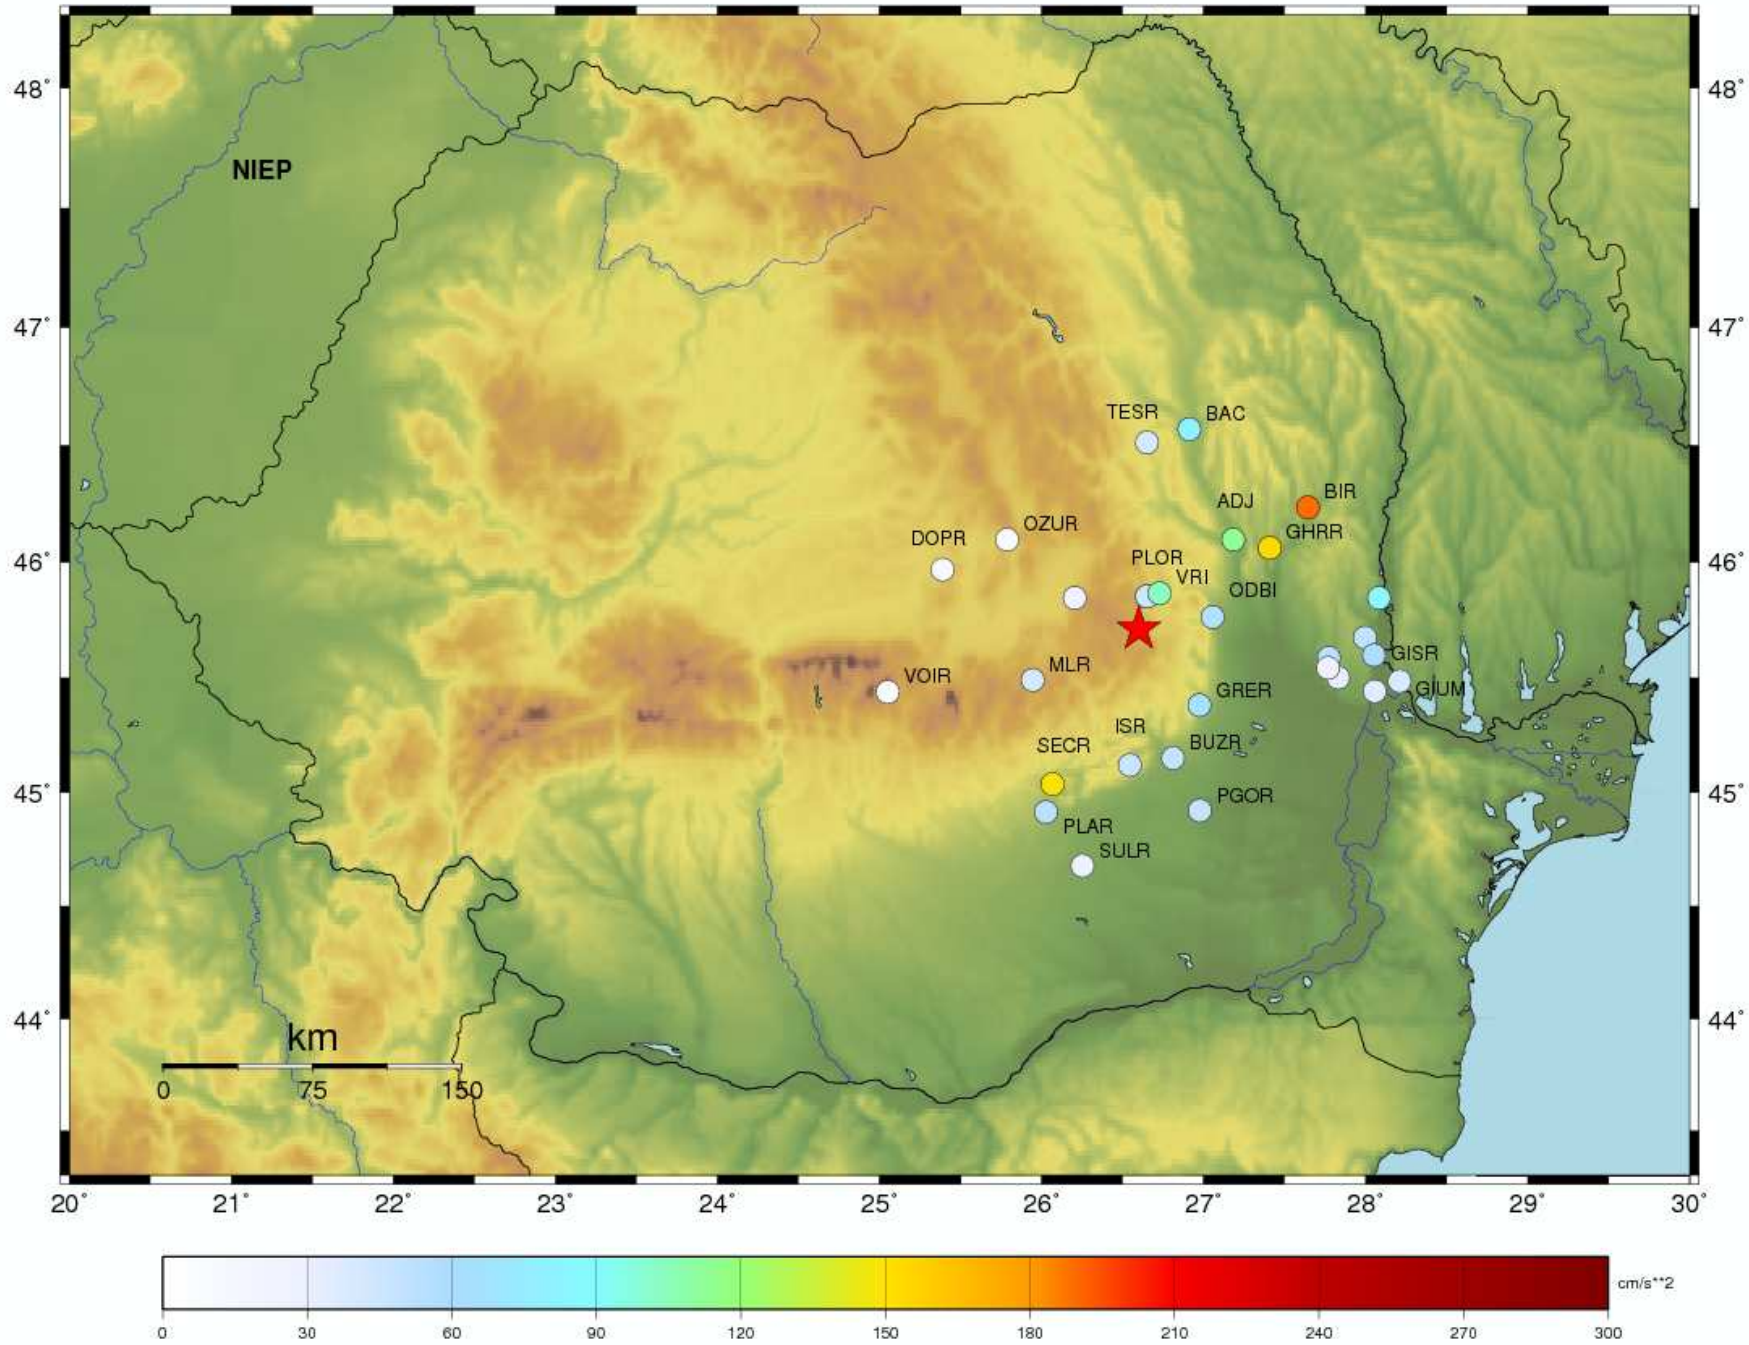 48˚
48˚
NIEP
47˚
47˚
TESR
BAC
BIR
ADJ
OZUR
GHRR
DOPR
PLOR
46˚
46˚
VRI
ODBI
GISR
MLR
VOIR
GIUM
GRER
ISR
SECR
BUZR
45˚
45˚
PGOR
PLAR
SULR
44˚
44˚
km
0 75 150
20˚ 21˚ 22˚ 23˚ 24˚ 25˚ 26˚ 27˚ 28˚ 29˚ 30˚
cm/s**2
0 30 60 90 120 150 180 210 240 270 300